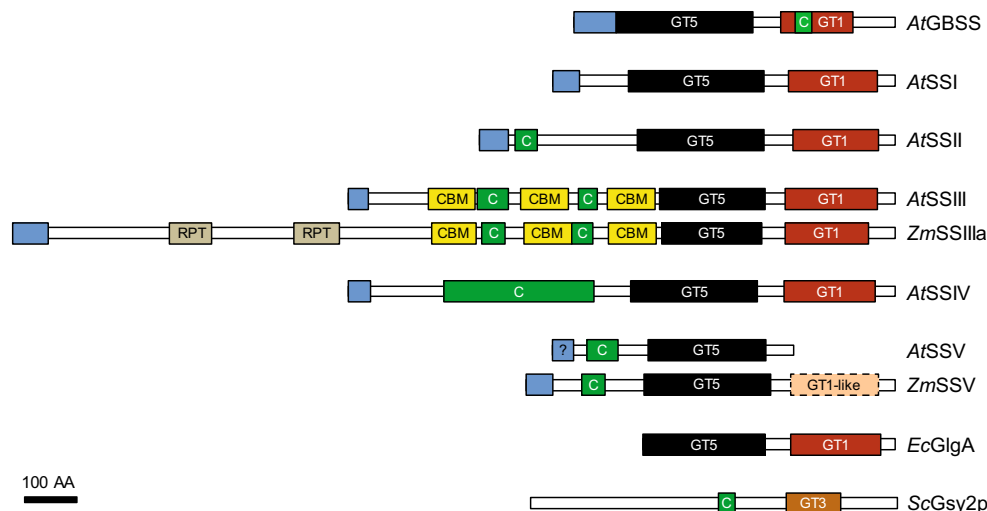 GT5 C GT1 AtGBSS
GT5 GT1 AtSSI
C GT5 GT1 AtSSII
CBM C CBM C CBM GT5 GT1 AtSSIII
RPT RPT CBM C CBM C CBM GT5 GT1 ZmSSIIIa
C GT5 GT1 AtSSIV
? C GT5 AtSSV
C GT5 GT1-like ZmSSV
GT5 GT1 EcGlgA
100 AA
C GT3 ScGsy2p